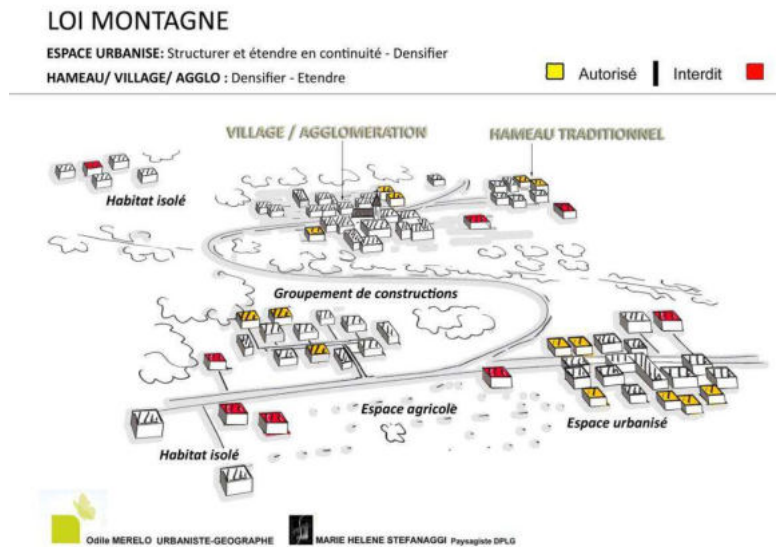 LOI MONTAGNE
ESPACE URBANISE: Structurer et étendre en continuité - Densifier
HAMEAU/ VILLAGE/ AGGLO : Densifier - Etendre
Autorisé
Interdit
VILLAGE / AGGLOMERATION
HAMEAU TRADITIONNEL
Habitat isolé
Groupement de constructions
Espace agricole
Espace urbanisé
Habitat isolé
Odile MERELO URBANISTE-GEOGRAPHE
MARIE HELENE STEFANAGGI Paysagiste DPLG